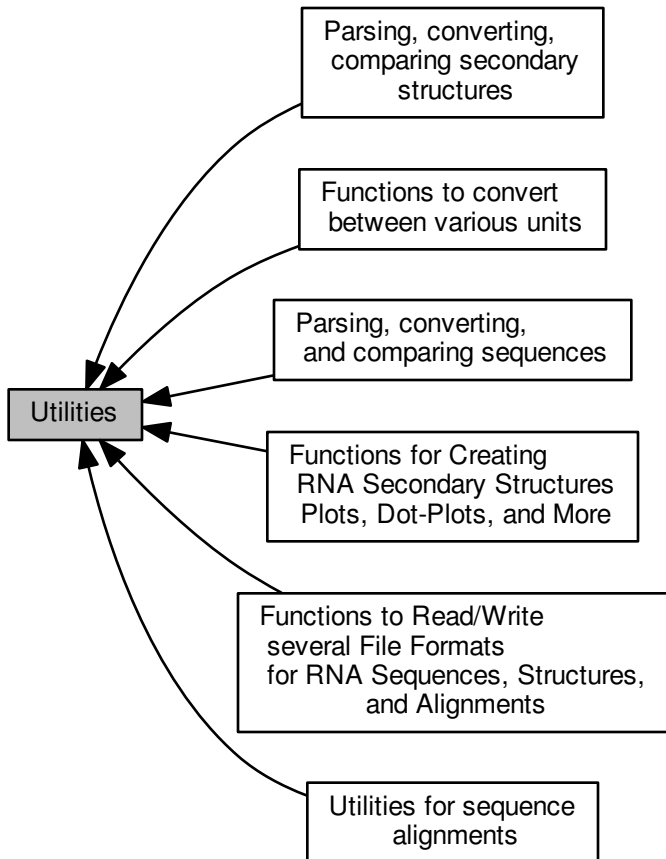 Parsing, converting,
comparing secondary
structures
Functions to convert
between various units
Parsing, converting,
and comparing sequences
Utilities
Functions for Creating
RNA Secondary Structures
Plots, Dot-Plots, and More
Functions to Read/Write
several File Formats
for RNA Sequences, Structures,
and Alignments
Utilities for sequence
alignments